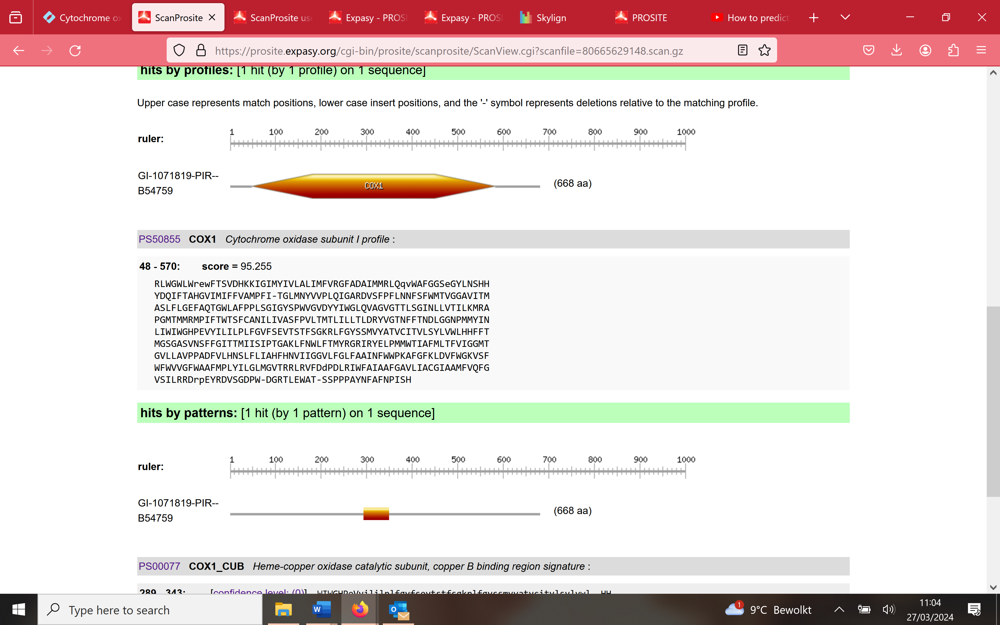 Cytochrome ox
ScanProsite
ScanProsite use
Expasy - PROSI
Expasy - PROSI
Skylign
PROSITE
How to predict
https://prosite.expasy.org/cgi-bin/prosite/scanprosite/ScanView.cgi?scanfile=80665629148.scan.gz
hits by profiles: [1 hit (by 1 profile) on 1 sequence]
Upper case represents match positions, lower case insert positions, and the '-' symbol represents deletions relative to the matching profile.
1 100 200 300 400 500 600 700 800 900 1000
ruler:
GI-1071819-PIR--
B54759
COX1
(668 aa)
PS50855 COX1 Cytochrome oxidase subunit I profile :
48 - 570: score = 95.255
RLWGWLWrewFTSVDHKKIGIMYIVLALIMFVRGFADAIMMRLQqvWAFGGSeGYLNSHH
YDQIFTAHGVIMIFFVAMPFI-TGLMNYVVPLQIGARDVSFPFLNNFSFWMTVGGAVITM
ASLFLGEFAQTGWLAFPPLSGIGYSPWVGVDYYIWGLQVAGVGTTLSGINLLVTILKMRA
PGMTMMRMPIFTWTSFCANILIVASFPVLTMTLILLTLDRYVGTNFFTNDLGGNPMMYIN
LIWIWGHPEVYILILPLFGVFSEVTSTFSGKRLFGYSSMVYATVCITVLSYLVWLHHFFT
MGSGASVNSFFGITTMIISIPTGAKLFNWLFTMYRGRIRYELPMMWTIAFMLTFVIGGMT
GVLLAVPPADFVLHNSLFLIAHFHNVIIGGVLFGLFAAINFWWPKAFGFKLDVFWGKVSF
WFWVVGFWAAFMPLYILGLMGVTRRLRVFDdPDLRIWFAIAAFGAVLIACGIAAMFVQFG
VSILRRDrpEYRDVSGDPW-DGRTLEWAT-SSPPPAYNFAFNPISH
hits by patterns: [1 hit (by 1 pattern) on 1 sequence]
1 100 200 300 400 500 600 700 800 900 1000
ruler:
GI-1071819-PIR--
B54759
(668 aa)
PS00077 COX1_CUB Heme-copper oxidase catalytic subunit, copper B binding region signature :
289 - 343: [confidence level: (0)]
Type here to search
1
9°C Bewolkt
11:04
27/03/2024